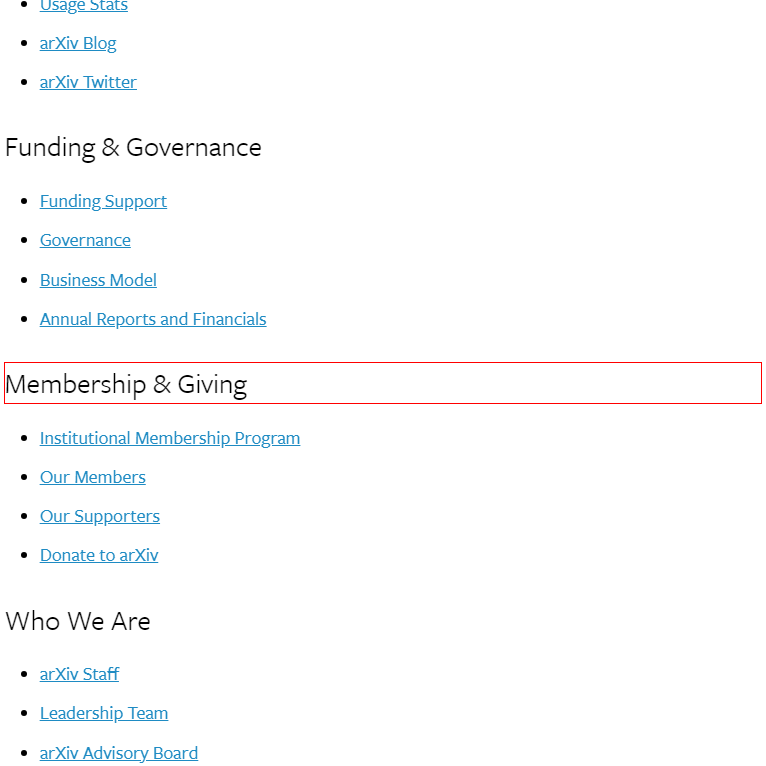 Usage Stats
arXiv Blog
arXiv Twitter
Funding & Governance
Funding Support
Governance
Business Model
Annual Reports and Financials
Membership & Giving
Institutional Membership Program
Our Members
Our Supporters
Donate to arXiv
Who We Are
arXiv Staff
Leadership Team
arXiv Advisory Board